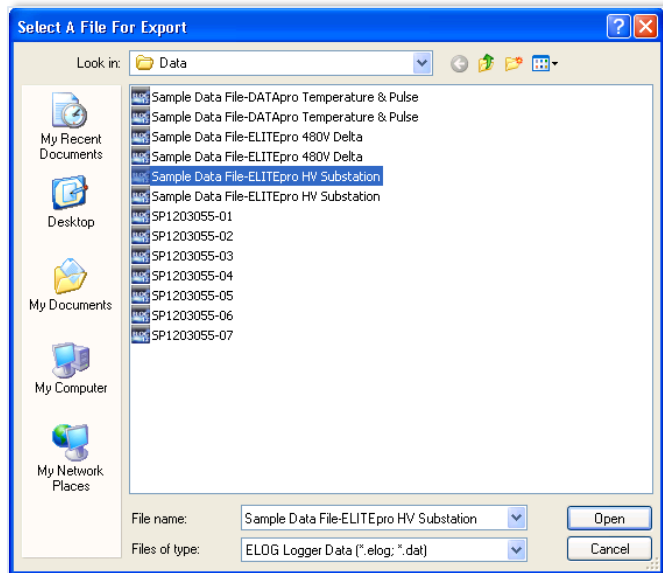 Select A File For Export
Look in:
Data
My Recent
Documents
Desktop
My Documents
My Computer
My Network
Places
Sample Data File-DATApro Temperature & Pulse
Sample Data File-DATApro Temperature & Pulse
Sample Data File-ELITEpro 480V Delta
Sample Data File-ELITEpro 480V Delta
Sample Data File-ELITEpro HV Substation
Sample Data File-ELITEpro HV Substation
SP1203055-01
SP1203055-02
SP1203055-03
SP1203055-04
SP1203055-05
SP1203055-06
SP1203055-07
File name:
Sample Data File-ELITEpro HV Substation
Open
Files of type:
ELOG Logger Data (*.elog; *.dat)
Cancel